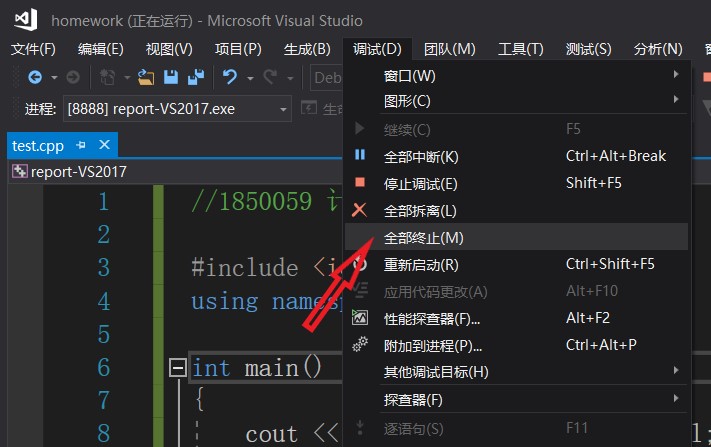 homework (正在运行) - Microsoft Visual Studio
文件(F) 编辑(E) 视图(V) 项目(P) 生成(B) 调试(D) 团队(M) 工具(T) 测试(S) 分析(N)
Deb
窗口(W)
图形(C)
进程: [8888] report-VS2017.exe
继续(C) F5
全部中断(K) Ctrl+Alt+Break
停止调试(E) Shift+F5
全部拆离(L)
全部终止(M)
重新启动(R) Ctrl+Shift+F5
应用代码更改(A) Alt+F10
性能探查器(F)... Alt+F2
附加到进程(P)... Ctrl+Alt+P
其他调试目标(H)
探查器(F)
逐语句(S) F11
test.cpp
report-VS2017
1 //1850059
2
3 #include <i
4 using namesp
5
6 int main()
7 {
8 cout <<